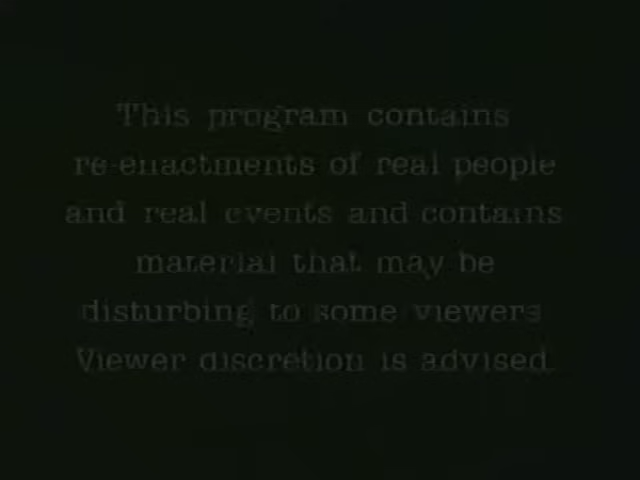 This program contains
re-enactments of real people
and real events and contains
material that may be
disturbing to some viewers
Viewer discretion is advised